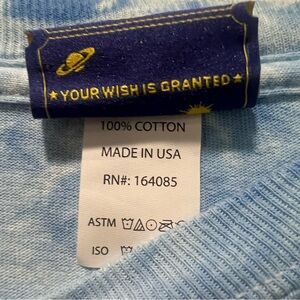 ★ YOUR WISH IS GRANTED ★
100% COTTON
MADE IN USA
RN#: 164085
ASTM
ISO